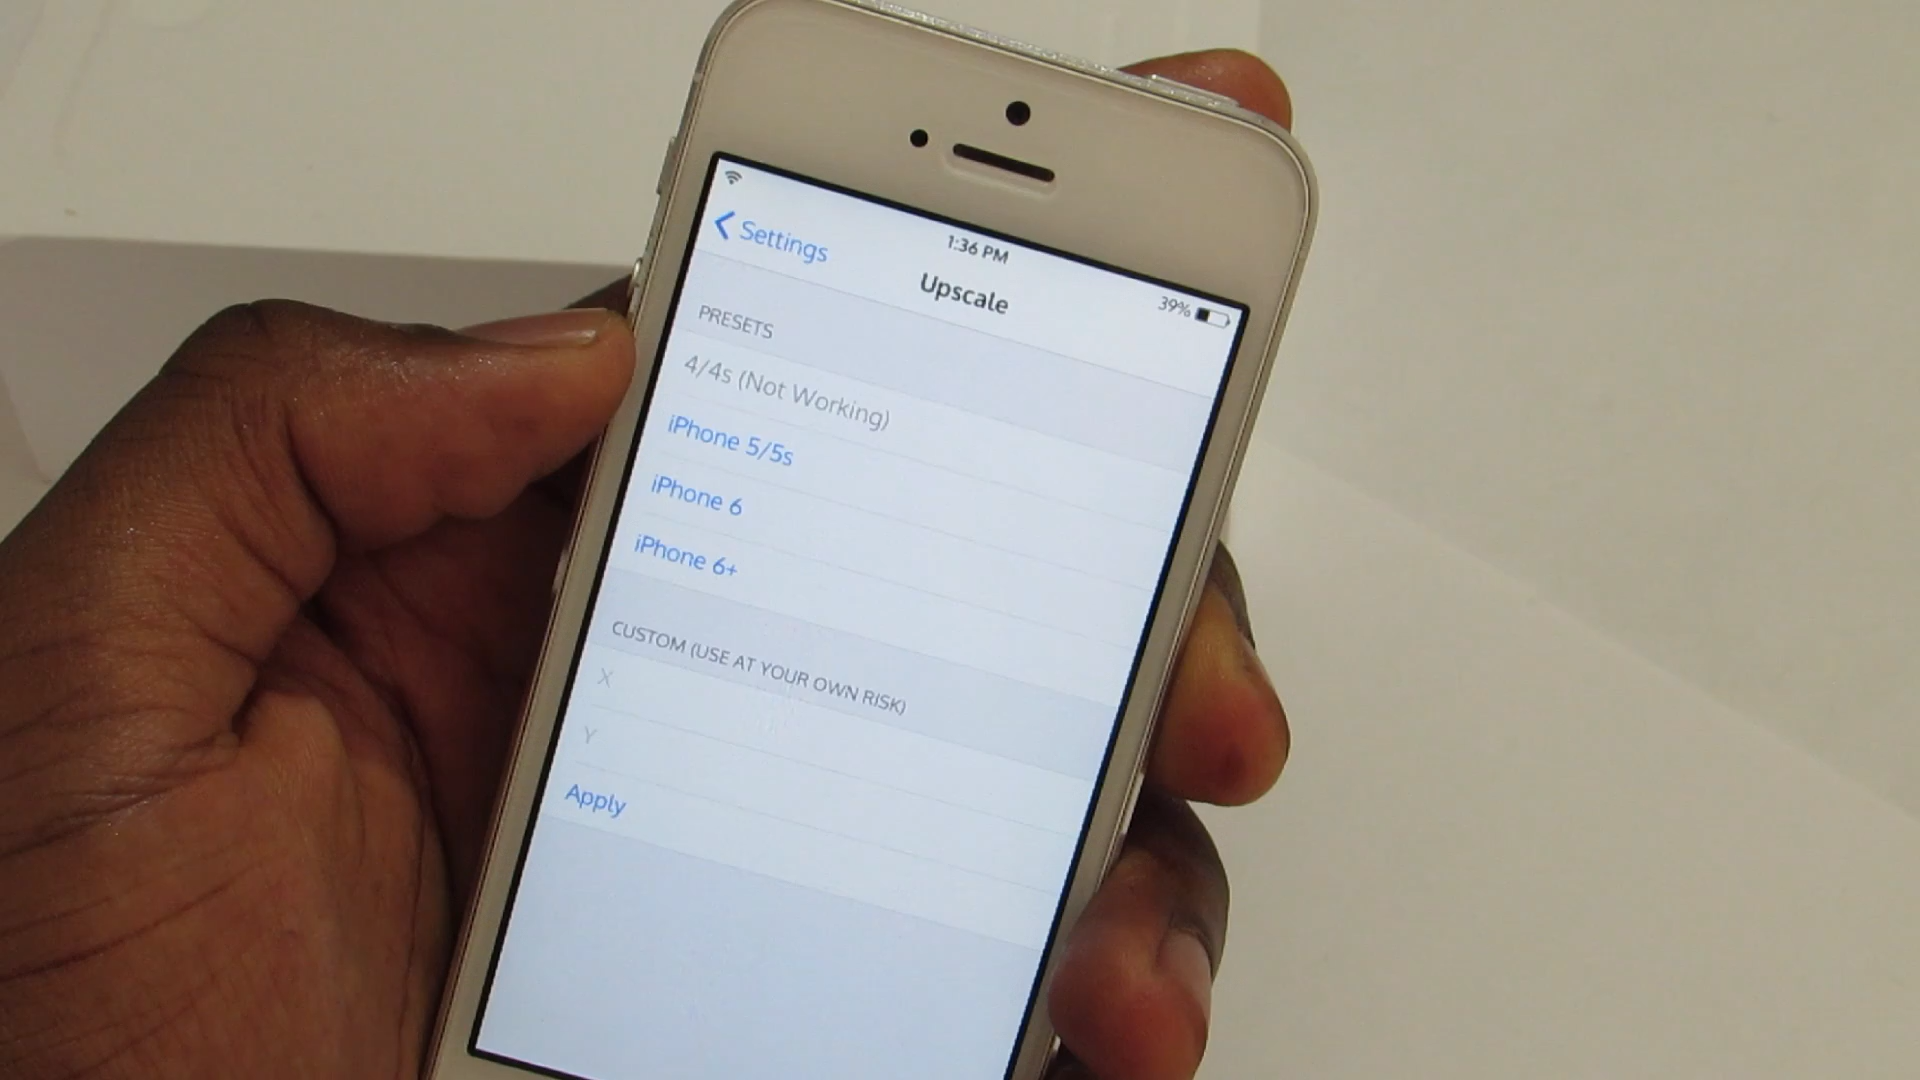 1:36 PM
39%
Settings
Upscale
PRESETS
4/4s (Not Working)
iPhone 5/5s
iPhone 6
iPhone 6+
CUSTOM (USE AT YOUR OWN RISK)
X
Y
Apply